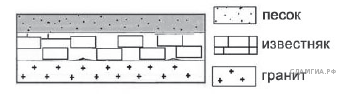 песок
известняк
гранит
СДАМГИА.РФ